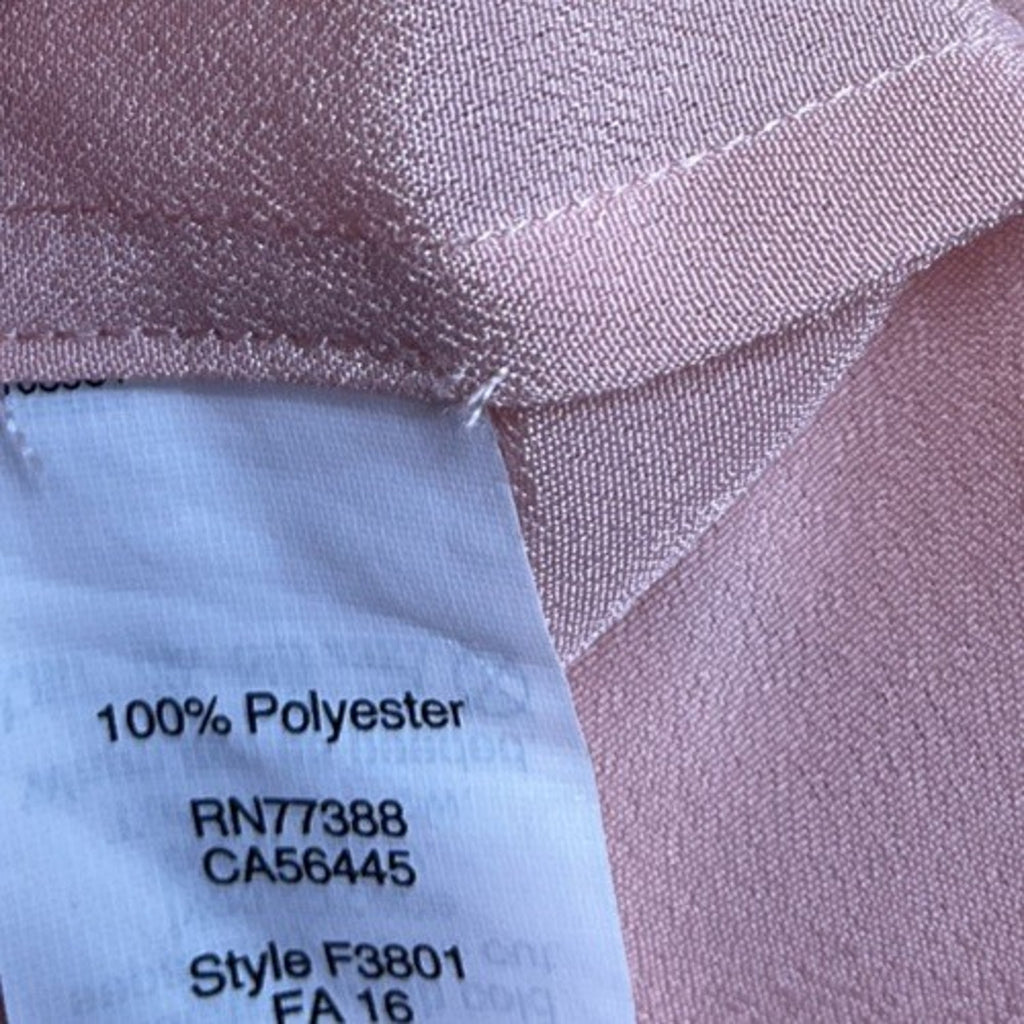 100% Polyester
RN77388
CA56445
Style F3801
FA 16